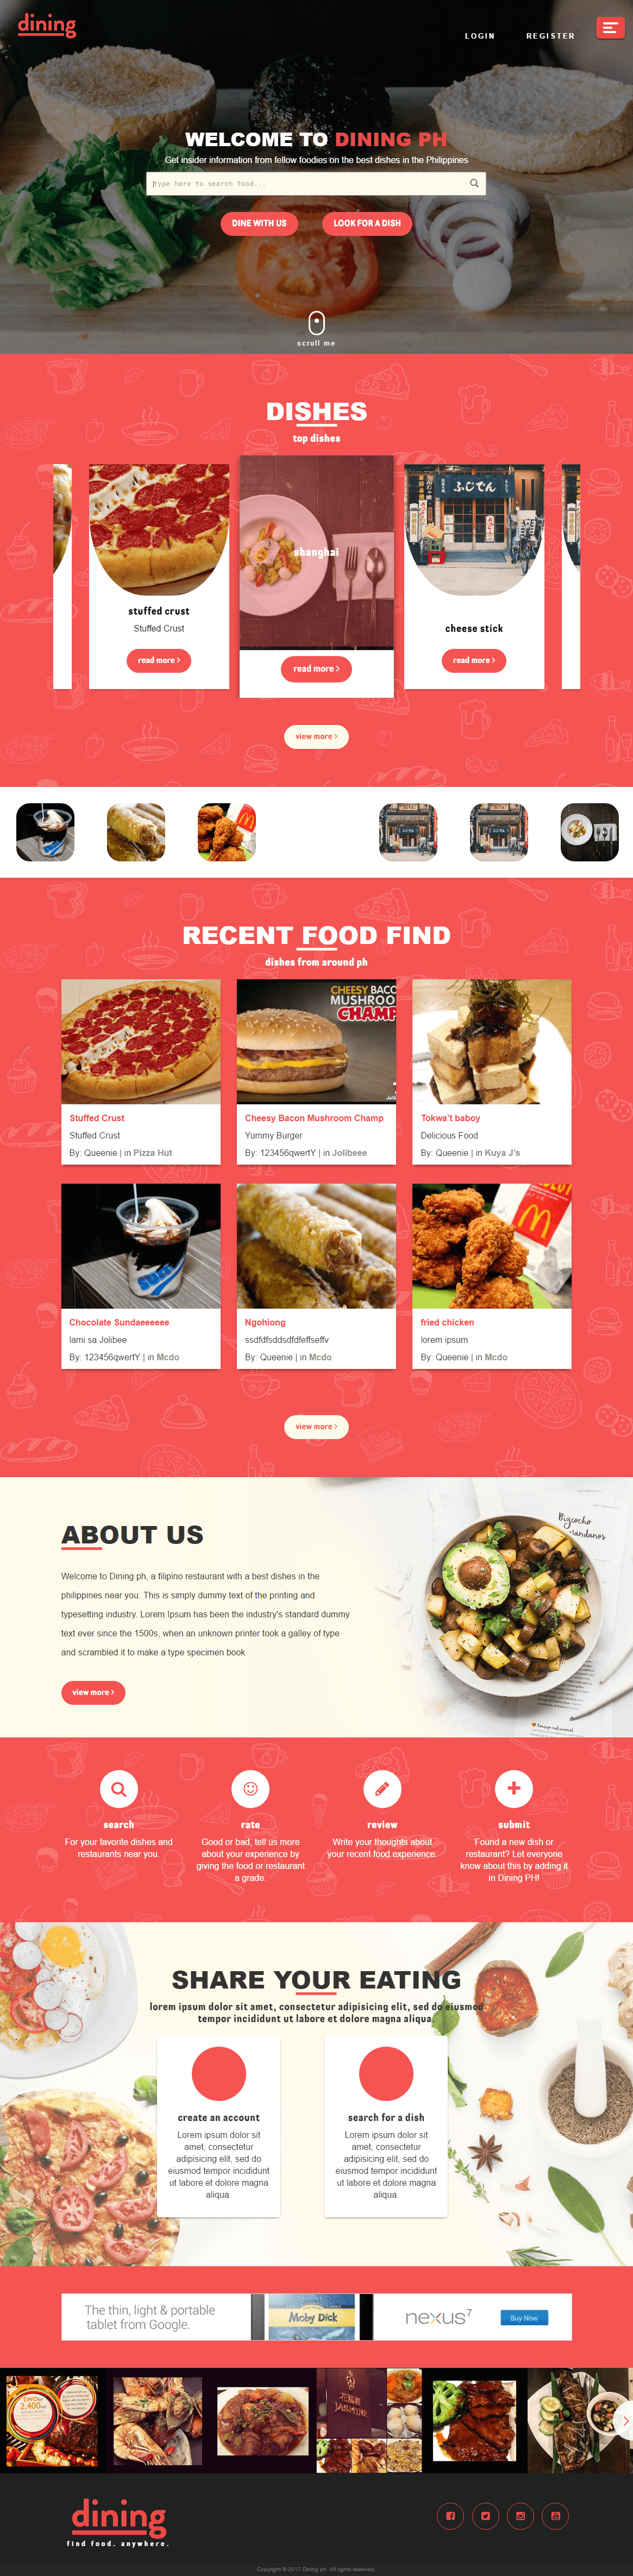 dining
LOGIN
REGISTER
WELCOME TO DINING PH
Get insider information from fellow foodies on the best dishes in the Philippines
type here to search food...
DINE WITH US
LOOK FOR A DISH
scroll me
DISHES
top dishes
ふじでん
shanghai
stuffed crust
Stuffed Crust
cheese stick
read more >
read more >
read more >
view more >
RECENT FOOD FIND
dishes from around ph
CHEESY BACO
MUSHROO
CHAMP
Stuffed Crust
Stuffed Crust
By: Queenie | in Pizza Hut
Cheesy Bacon Mushroom Champ
Yummy Burger
By: 123456qwertY | in Jolibeee
Tokwa't baboy
Delicious Food
By: Queenie | in Kuya J's
Chocolate Sundaeeeeee
lami sa Jolibee
By: 123456qwertY | in Mcdo
Ngohiong
ssdfdfsddsdfdfeffseffv
By: Queenie | in Mcdo
fried chicken
lorem ipsum
By: Queenie | in Mcdo
view more >
ABOUT US
Welcome to Dining ph, a filipino restaurant with a best dishes in the
philippines near you. This is simply dummy text of the printing and
typesetting industry. Lorem Ipsum has been the industry's standard dummy
text ever since the 1500s, when an unknown printer took a galley of type
and scrambled it to make a type specimen book
view more >
Bizcocho
search
For your favorite dishes and
restaurants near you.
rate
Good or bad, tell us more
about your experience by
giving the food or restaurant
a grade.
review
Write your thoughts about
your recent food experience.
submit
Found a new dish or
restaurant? Let everyone
know about this by adding it
in Dining PH!
SHARE YOUR EATING
lorem ipsum dolor sit amet, consectetur adipisicing elit, sed do eiusmod
tempor incididunt ut labore et dolore magna aliqua.
create an account
Lorem ipsum dolor sit
amet, consectetur
adipisicing elit, sed do
eiusmod tempor incididunt
ut labore et dolore magna
aliqua.
search for a dish
Lorem ipsum dolor sit
amet, consectetur
adipisicing elit, sed do
eiusmod tempor incididunt
ut labore et dolore magna
aliqua.
The thin, light & portable
tablet from Google.
Moby Dick
nexus 7
Buy Now
2,400
JASMINE
dining
find food. anywhere.
Copyright © 2017 Dining ph. All rights reserved.